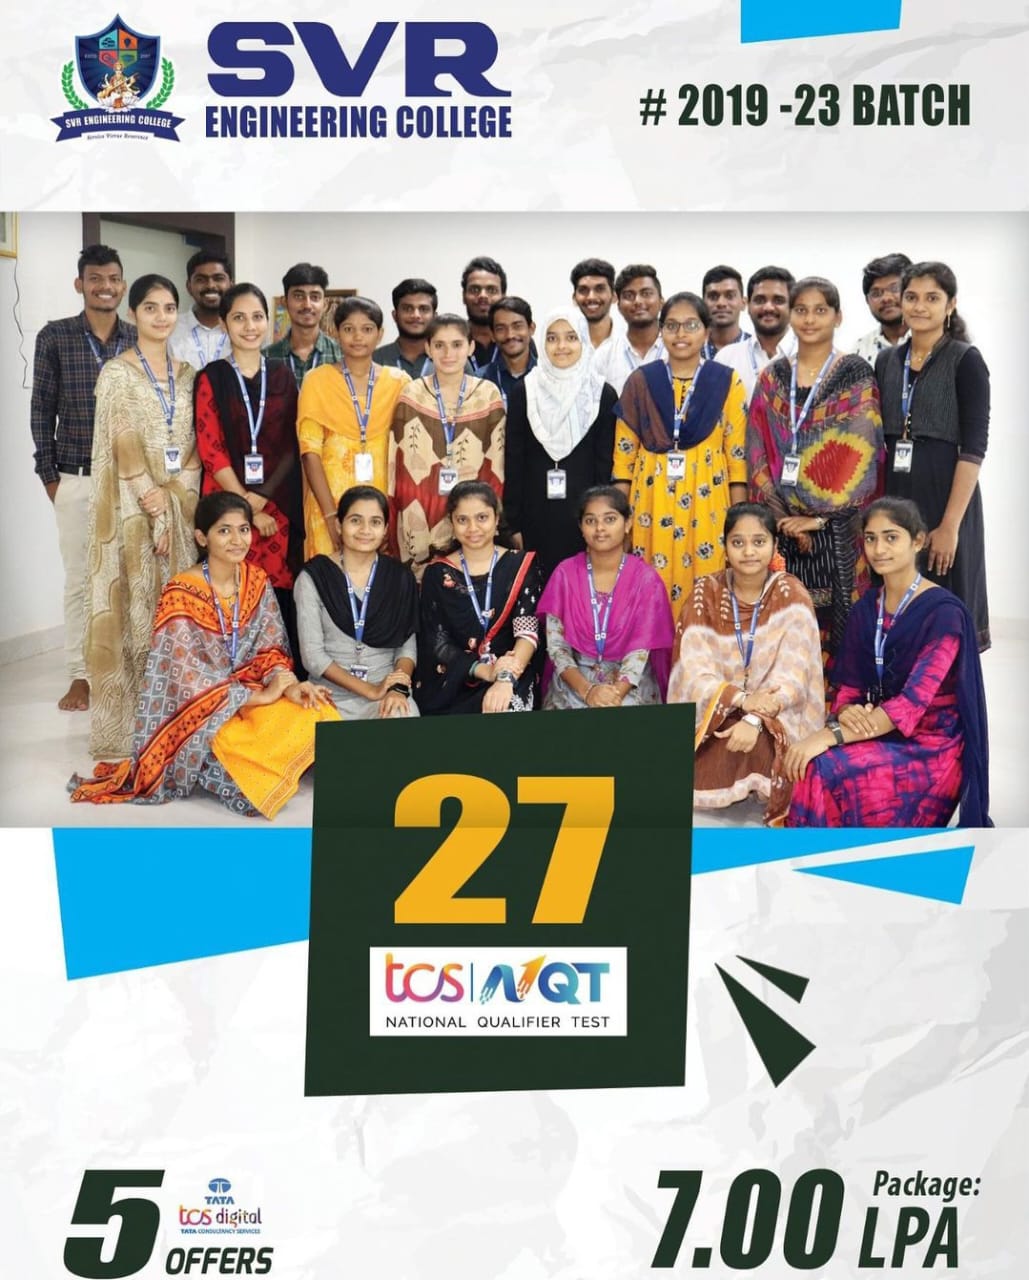 SVR
ENGINEERING COLLEGE
SVR ENGINEERING COLLEGE
# 2019 -23 BATCH
27
tcs | NQT
NATIONAL QUALIFIER TEST
5
TATA
tcs digital
TATA CONSULTANCY SERVICES
OFFERS
7.00
Package:
LPA